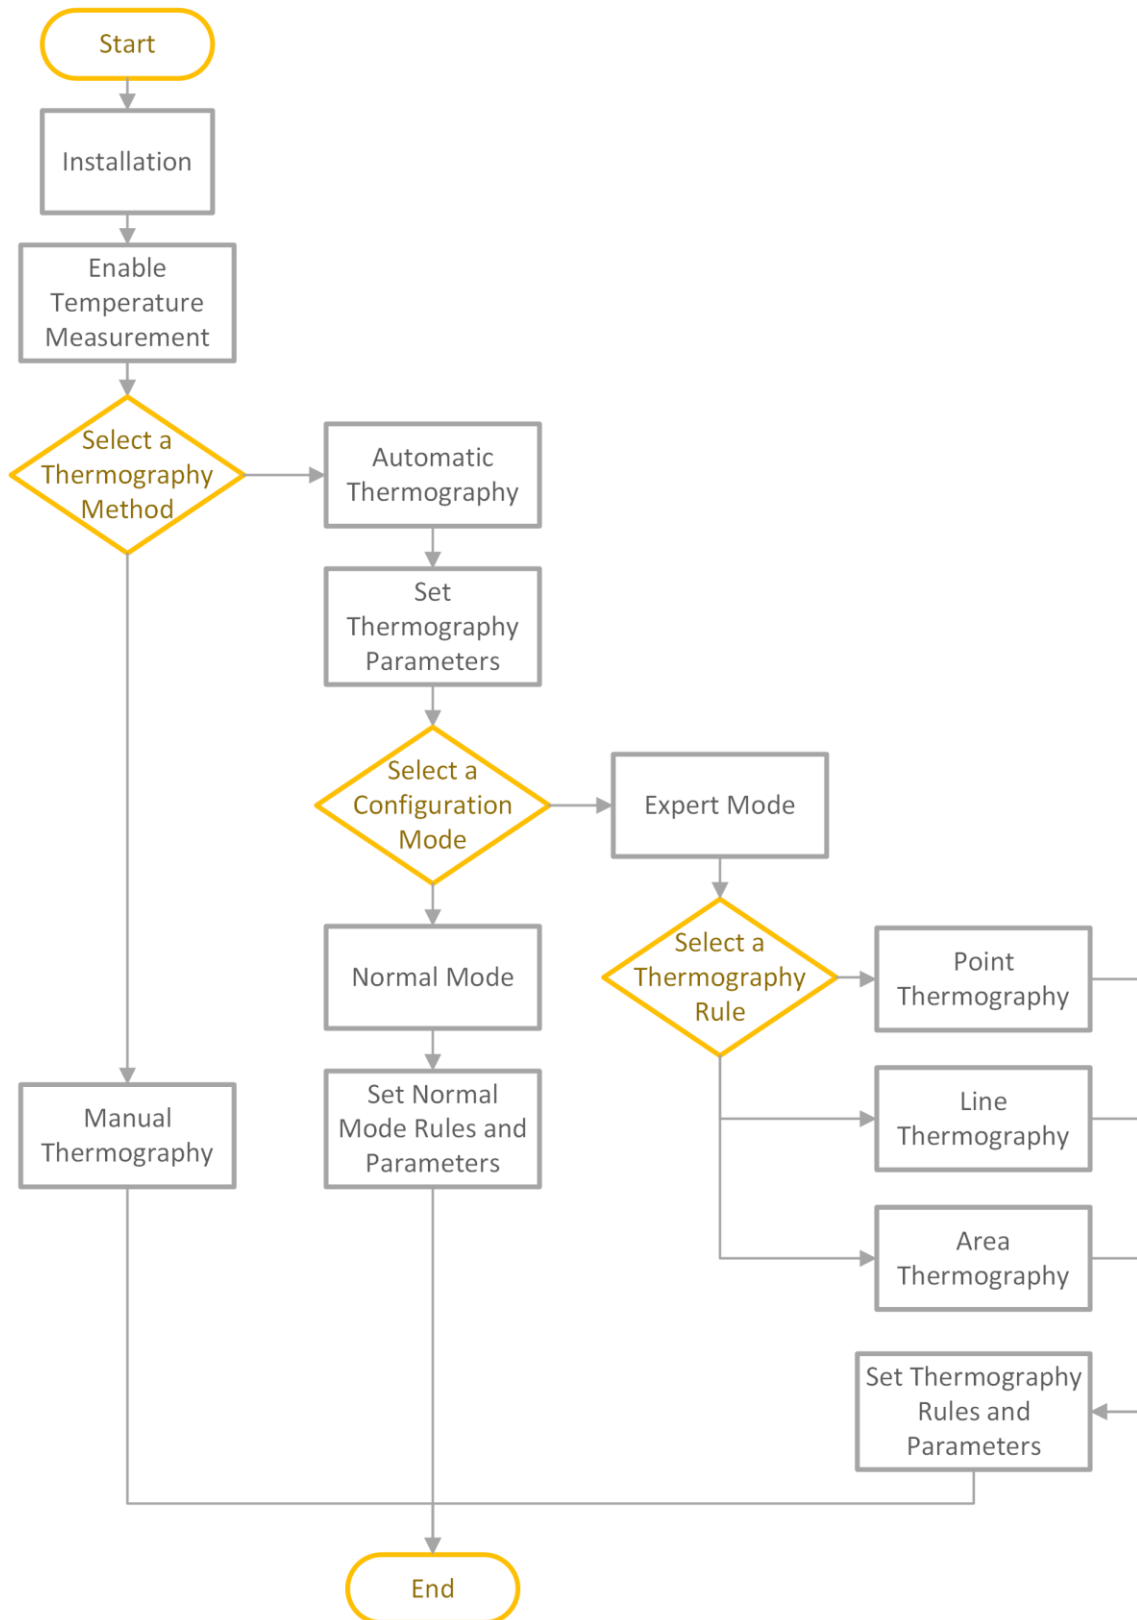 Start
Installation
Enable
Temperature
Measurement
Select a
Thermography
Method
Automatic
Thermography
Set
Thermography
Parameters
Select a
Configuration
Mode
Expert Mode
Normal Mode
Select a
Thermography
Rule
Point
Thermography
Set Normal
Mode Rules and
Parameters
Manual
Thermography
Line
Thermography
Area
Thermography
Set Thermography
Rules and
Parameters
End